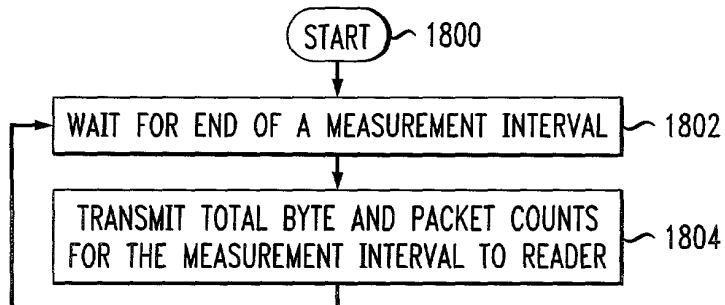 START 1800
WAIT FOR END OF A MEASUREMENT INTERVAL 1802
TRANSMIT TOTAL BYTE AND PACKET COUNTS
FOR THE MEASUREMENT INTERVAL TO READER 1804